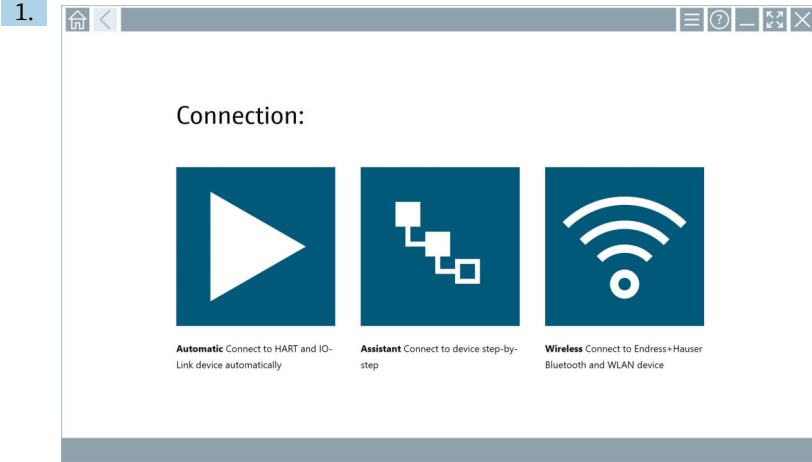 1.
Connection:
Automatic Connect to HART and IO-
Link device automatically
Assistant Connect to device step-by-
step
Wireless Connect to Endress+Hauser
Bluetooth and WLAN device